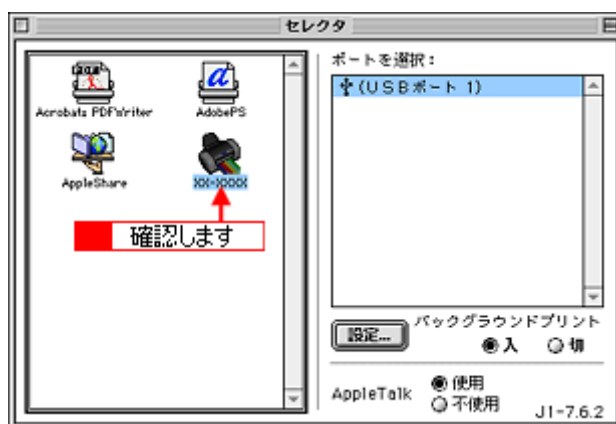 セレクタ
ポートを選択：
(USBポート 1)
Acrobats PDFWriter
AdobePS
AppleShare
XX-XXXX
確認します
設定...
バックグラウンドプリント
入 切
AppleTalk
使用
不使用
J1-7.6.2